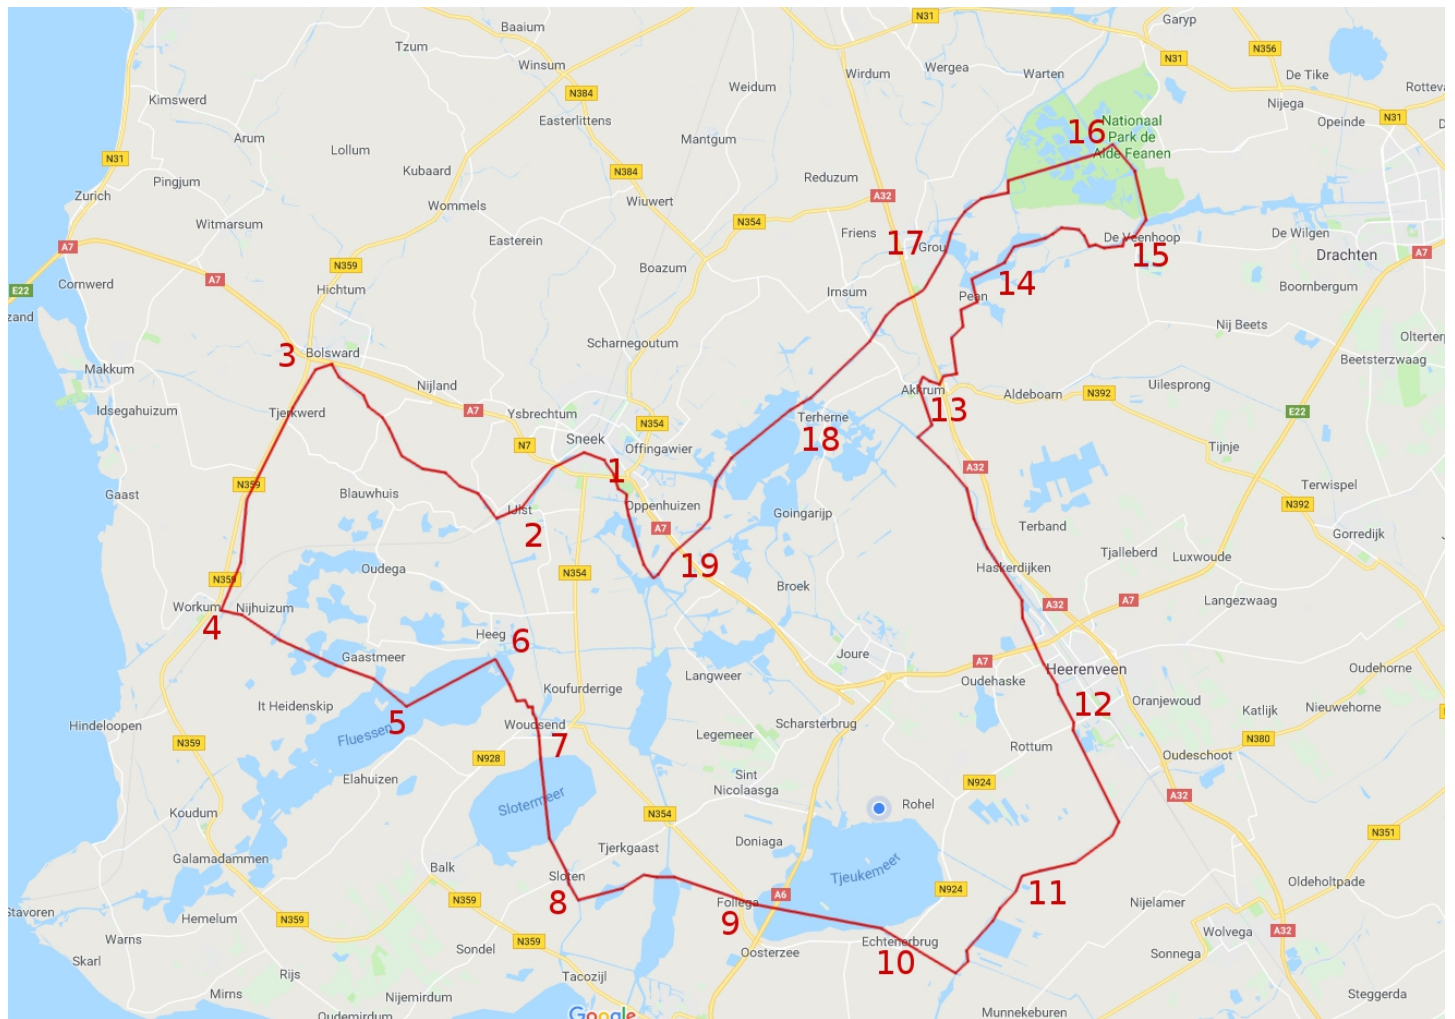 N31
Garyp
Baaium
Tzum
N356
N31
Winsum
Wergea
Warten
Wirdum
De Tike
Weidum
N384
Kimswerd
Nijega
N31
Opeinde
Easterlittens
Nationaal
Park de
Alde Feanen
16
Arum
Mantgum
Lollum
N31
Kubaard
N384
Reduzum
Pingjum
Zurich
A32
Wiuwert
Wommels
Witmarsum
N354
Friens
De Wilgen
De Veenhoop
Easterein
17
Grou
A7
15
Drachten
A7
N359
Boazum
A7
Cornwerd
14
Boornbergum
E22
Hichtum
Irnsum
Pean
zand
Nij Beets
Scharnegoutum
3
Bolsward
Beetsterzwaag
Makkum
Nijland
Uilesprong
Akkrum
Aldeboarn
N392
Idsegahuizum
Tjerkwerd
A7
Ysbrechtum
13
E22
Terherne
N354
Sneek
18
N7
Offingawier
Tijnje
1
A32
Gaast
N359
Blauwhuis
Terwispel
N392
IJlst
Oppenhuizen
Goingarijp
2
A7
Terband
Gorredijk
Tjalleberd
Luxwoude
19
Oudega
N354
Haskerdijken
N359
Broek
A32
A7
Langezwaag
Workum
Nijhuizum
4
Heeg
6
Gaastmeer
Joure
A7
Heerenveen
Oudehorne
Langweer
Oudehaske
Koufurderrige
It Heidenskip
Oranjewoud
Katlijk
Nieuwehorne
Hindeloopen
5
Woudsend
Scharsterbrug
12
Fluessen
Legemeer
N380
N359
7
Rottum
Oudeschoot
N928
Sint
Nicolaasga
Elahuizen
N924
A32
Slotermeer
Rohel
Koudum
N354
N351
Doniaga
Tjerkgaast
Galamadammen
Balk
Tjeukemeer
Sloten
Oldeholtpade
N924
11
A6
N359
8
Follega
Nijelamer
Stavoren
9
Hemelum
N359
Wolvega
A32
Warns
Sondel
N359
Echtenerbrug
Oosterzee
Sonnega
Skarl
10
Rijs
Tacozijl
Mirns
Nijemirdum
Steggerda
Oudemirdum
Google
Munnekeburen